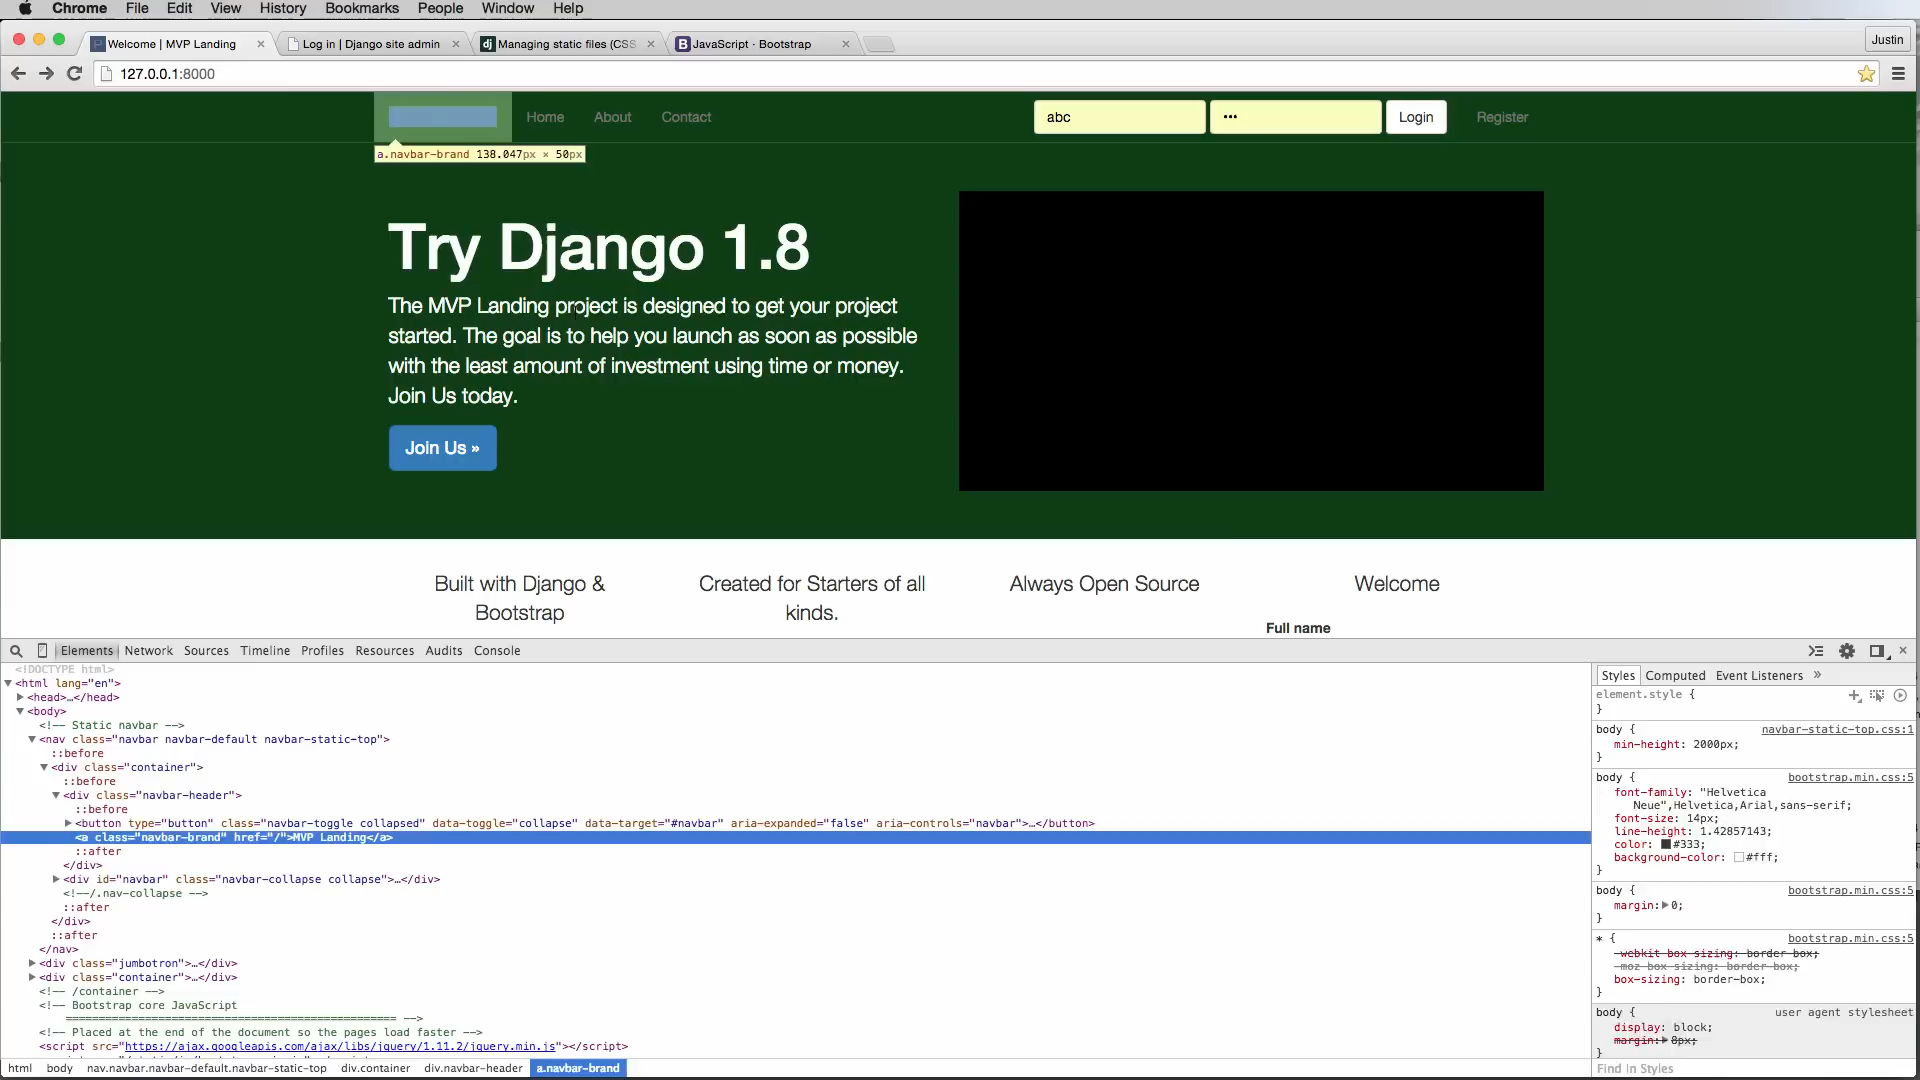 Chrome File Edit View History Bookmarks People Window Help
Welcome | MVP Landing Log in | Django site admin Managing static files (CSS JavaScript · Bootstrap Justin
127.0.0.1:8000
Home About Contact abc ••• Login Register
a.navbar-brand 138.047px × 50px
Try Django 1.8
The MVP Landing project is designed to get your project
started. The goal is to help you launch as soon as possible
with the least amount of investment using time or money.
Join Us today.
Join Us »
Built with Django &
Bootstrap
Created for Starters of all
kinds.
Always Open Source
Welcome
Full name
Elements Network Sources Timeline Profiles Resources Audits Console
<!DOCTYPE html>
<html lang="en">
<head>…</head>
<body>
<!-- Static navbar -->
<nav class="navbar navbar-default navbar-static-top">
::before
<div class="container">
::before
<div class="navbar-header">
::before
<button type="button" class="navbar-toggle collapsed" data-toggle="collapse" data-target="#navbar" aria-expanded="false" aria-controls="navbar">…</button>
<a class="navbar-brand" href="/">MVP Landing</a>
::after
</div>
<div id="navbar" class="navbar-collapse collapse">…</div>
<!--/.nav-collapse -->
::after
</div>
::after
</nav>
<div class="jumbotron">…</div>
<div class="container">…</div>
<!-- /container -->
<!-- Bootstrap core JavaScript
================================================== -->
<!-- Placed at the end of the document so the pages load faster -->
<script src="https://ajax.googleapis.com/ajax/libs/jquery/1.11.2/jquery.min.js"></script>
html body nav.navbar.navbar-default.navbar-static-top div.container div.navbar-header a.navbar-brand
Styles Computed Event Listeners »
element.style {
}
body { navbar-static-top.css:1
min-height: 2000px;
}
body { bootstrap.min.css:5
font-family: "Helvetica
Neue",Helvetica,Arial,sans-serif;
font-size: 14px;
line-height: 1.42857143;
color: #333;
background-color: #fff;
}
body { bootstrap.min.css:5
margin: 0;
}
* { bootstrap.min.css:5
-webkit-box-sizing: border-box;
-moz-box-sizing: border-box;
box-sizing: border-box;
}
body { user agent stylesheet
display: block;
margin: 8px;
}
Find in Styles